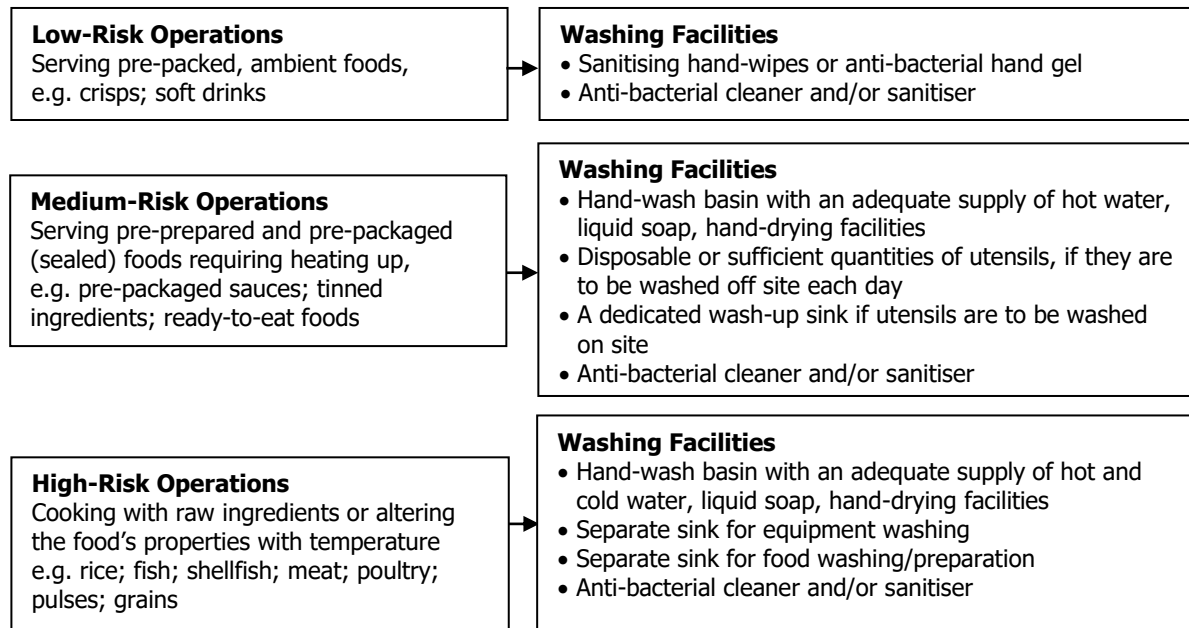 Low-Risk Operations
Serving pre-packed, ambient foods,
e.g. crisps; soft drinks
Washing Facilities
• Sanitising hand-wipes or anti-bacterial hand gel
• Anti-bacterial cleaner and/or sanitiser
Medium-Risk Operations
Serving pre-prepared and pre-packaged
(sealed) foods requiring heating up,
e.g. pre-packaged sauces; tinned
ingredients; ready-to-eat foods
Washing Facilities
• Hand-wash basin with an adequate supply of hot water,
liquid soap, hand-drying facilities
• Disposable or sufficient quantities of utensils, if they are
to be washed off site each day
• A dedicated wash-up sink if utensils are to be washed
on site
• Anti-bacterial cleaner and/or sanitiser
High-Risk Operations
Cooking with raw ingredients or altering
the food's properties with temperature
e.g. rice; fish; shellfish; meat; poultry;
pulses; grains
Washing Facilities
• Hand-wash basin with an adequate supply of hot and
cold water, liquid soap, hand-drying facilities
• Separate sink for equipment washing
• Separate sink for food washing/preparation
• Anti-bacterial cleaner and/or sanitiser